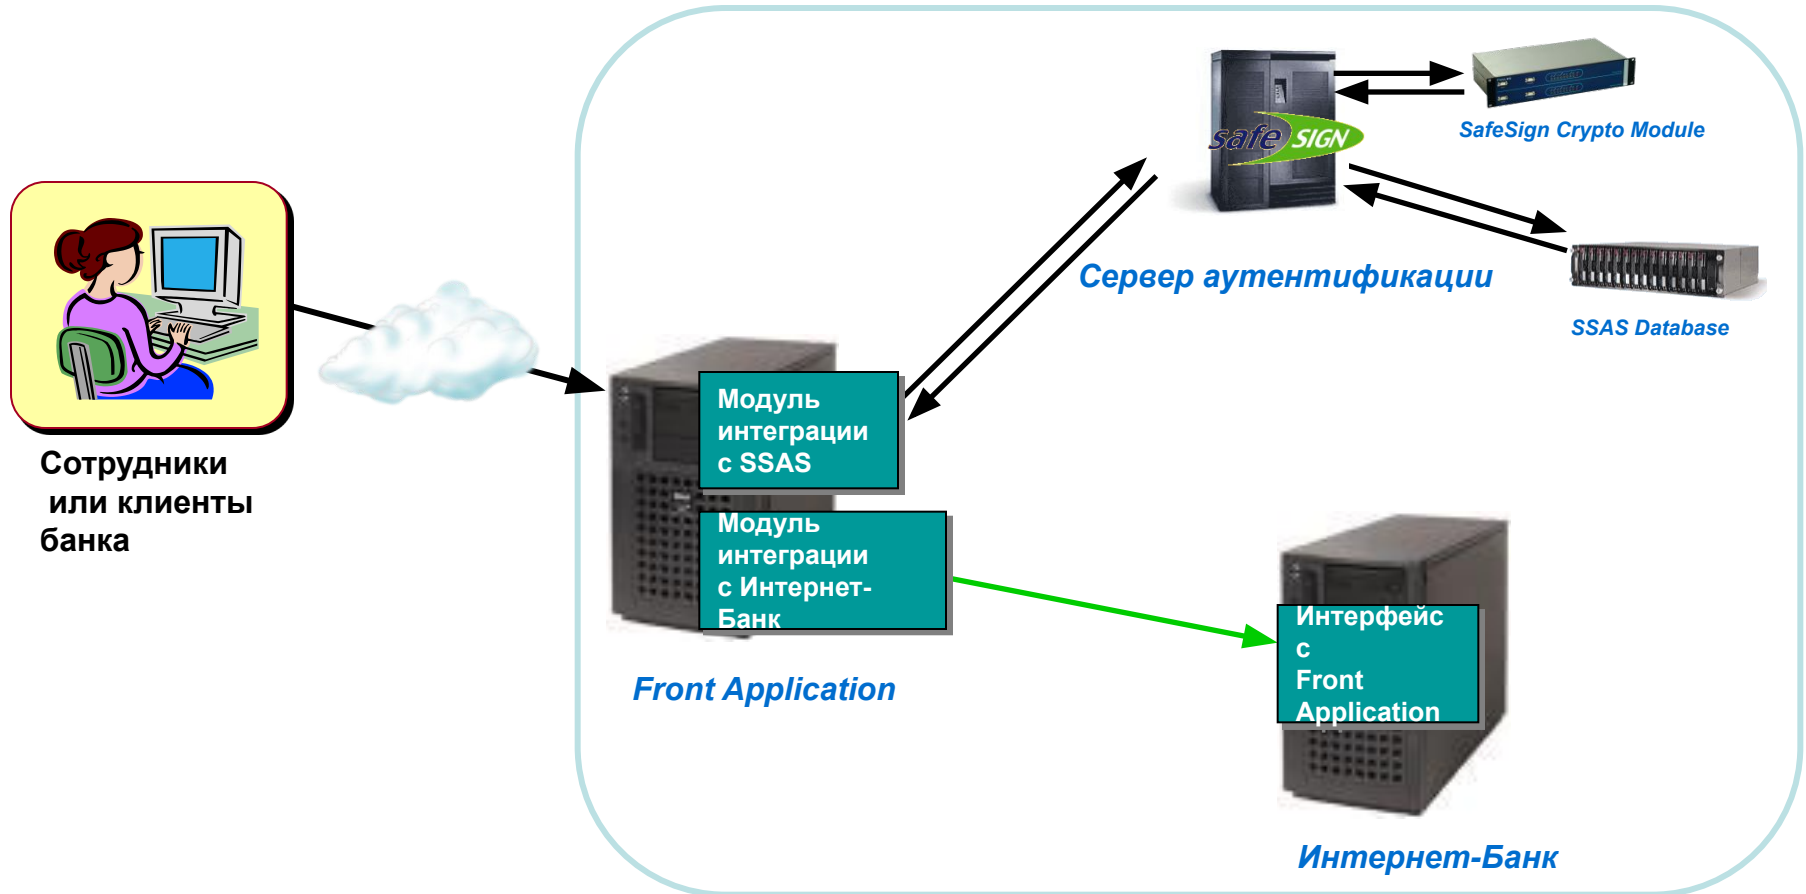 SafeSign Crypto Module
safe SIGN
Сервер аутентификации
SSAS Database
Сотрудники
или клиенты
банка
Модуль
интеграции
с SSAS
Модуль
интеграции
с Интернет-
Банк
Front Application
Интерфейс
с
Front
Application
Интернет-Банк